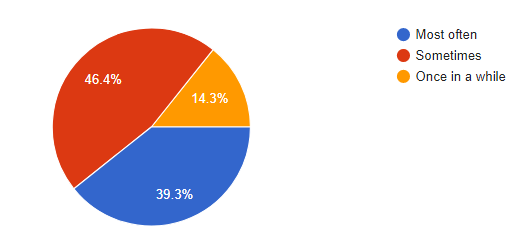 Most often
Sometimes
Once in a while
46.4%
14.3%
39.3%